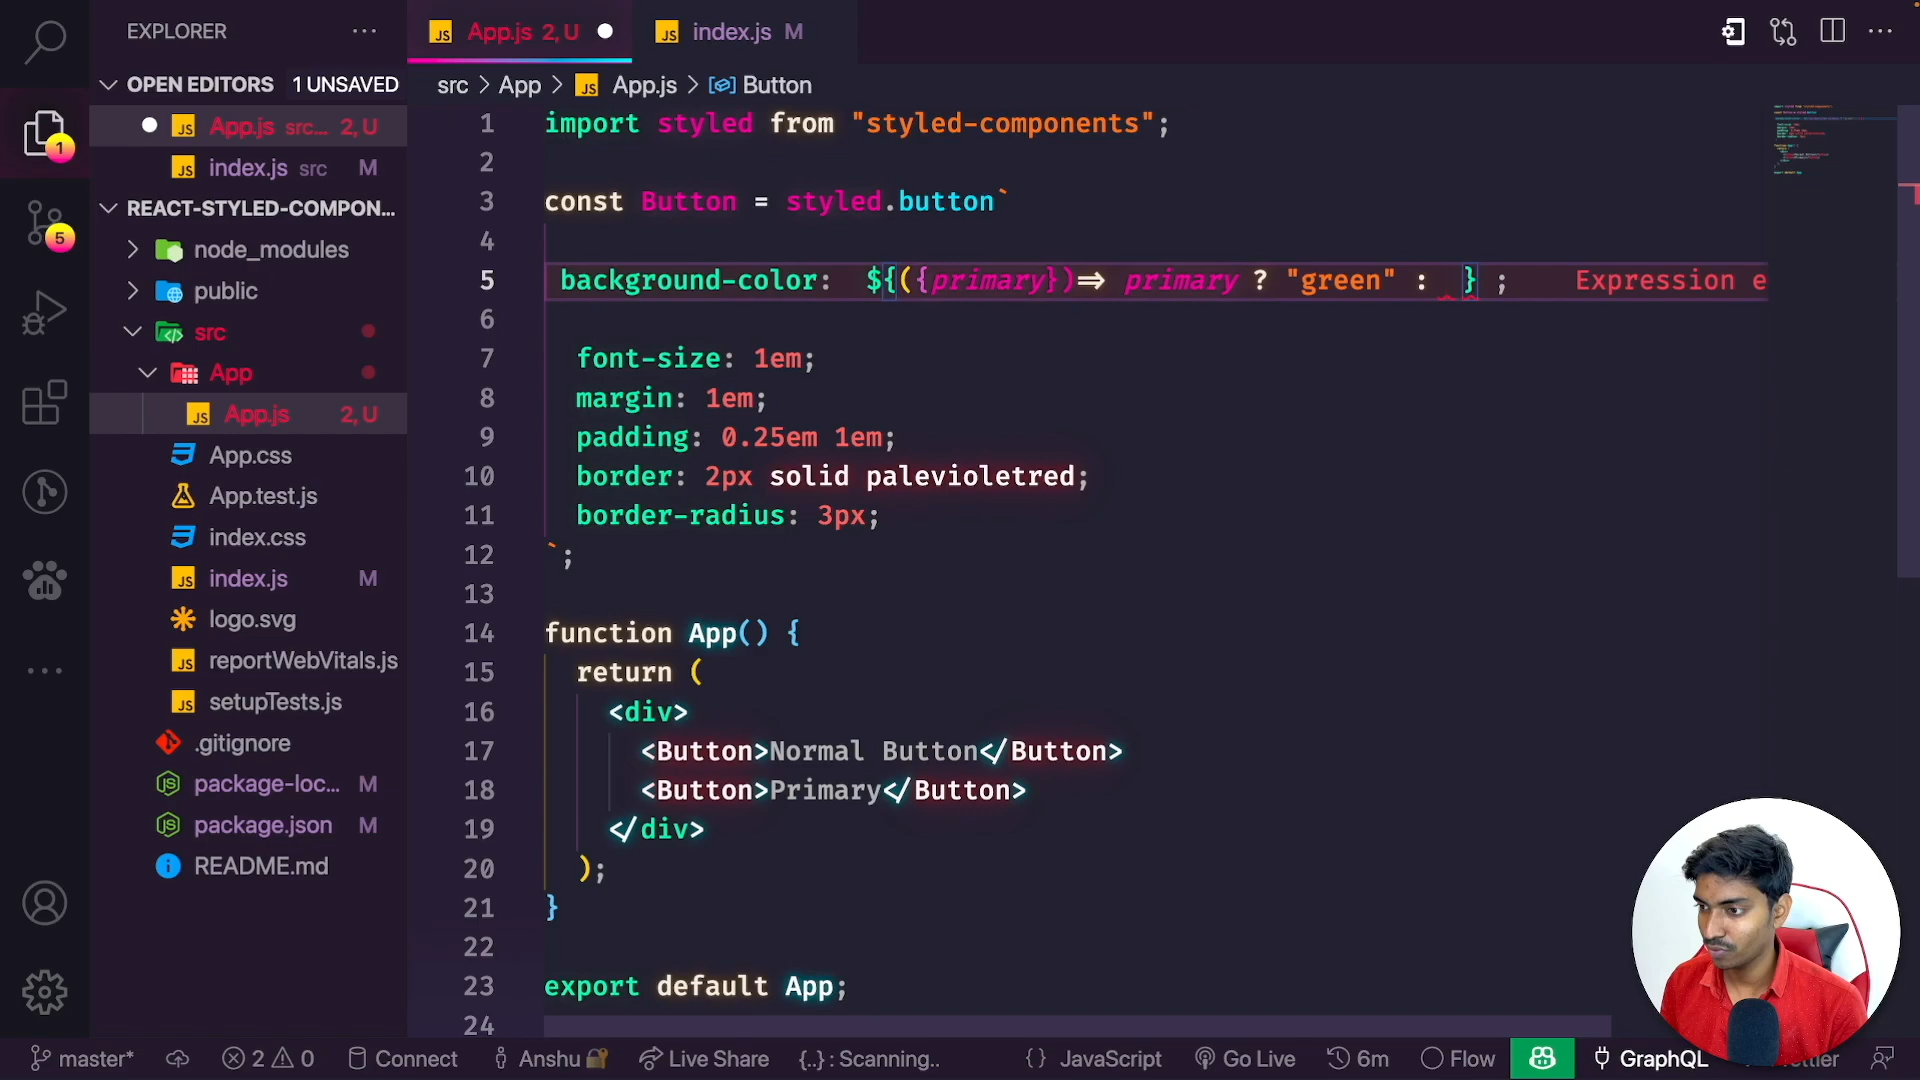 EXPLORER
OPEN EDITORS 1 UNSAVED
App.js src... 2, U
index.js src M
REACT-STYLED-COMPON...
node_modules
public
src
App
App.js 2, U
App.css
App.test.js
index.css
index.js M
logo.svg
reportWebVitals.js
setupTests.js
.gitignore
package-loc... M
package.json M
README.md
1
5
App.js 2, U
index.js M
src > App > App.js > Button
1 import styled from "styled-components";
2
3 const Button = styled.button`
4
5 background-color: ${({primary})=> primary ? "green" : } ; Expression e
6
7 font-size: 1em;
8 margin: 1em;
9 padding: 0.25em 1em;
10 border: 2px solid palevioletred;
11 border-radius: 3px;
12 `;
13
14 function App() {
15 return (
16 <div>
17 <Button>Normal Button</Button>
18 <Button>Primary</Button>
19 </div>
20 );
21 }
22
23 export default App;
24
master* 2 0 Connect Anshu Live Share {..} : Scanning.. {} JavaScript Go Live 6m Flow GraphQL